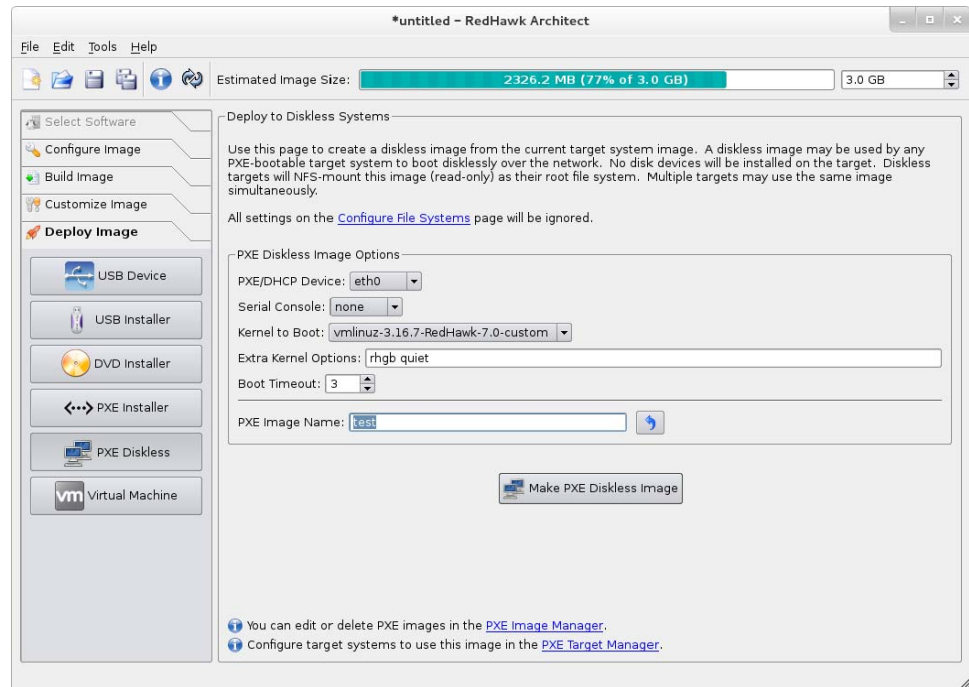 *untitled – RedHawk Architect
File Edit Tools Help
Estimated Image Size: 2326.2 MB (77% of 3.0 GB) 3.0 GB
Select Software
Configure Image
Build Image
Customize Image
Deploy Image
USB Device
USB Installer
DVD Installer
PXE Installer
PXE Diskless
vm Virtual Machine
Deploy to Diskless Systems
Use this page to create a diskless image from the current target system image. A diskless image may be used by any
PXE-bootable target system to boot disklessly over the network. No disk devices will be installed on the target. Diskless
targets will NFS-mount this image (read-only) as their root file system. Multiple targets may use the same image
simultaneously.
All settings on the Configure File Systems page will be ignored.
PXE Diskless Image Options
PXE/DHCP Device: eth0
Serial Console: none
Kernel to Boot: vmlinuz-3.16.7-RedHawk-7.0-custom
Extra Kernel Options: rhgb quiet
Boot Timeout: 3
PXE Image Name: test
Make PXE Diskless Image
You can edit or delete PXE images in the PXE Image Manager.
Configure target systems to use this image in the PXE Target Manager.